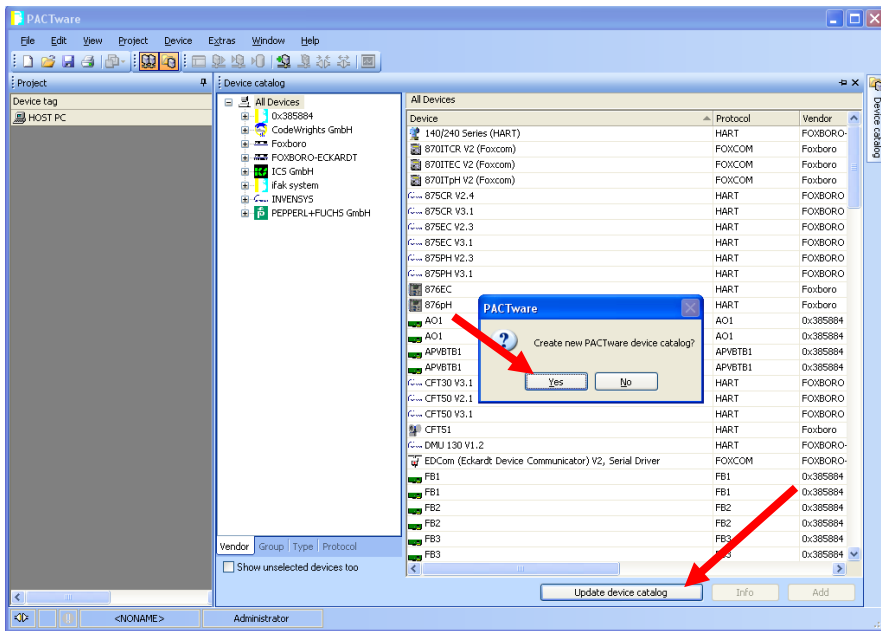 PACTware
File Edit View Project Device Extras Window Help
Project
Device tag
HOST PC
Device catalog
All Devices
0x385884
CodeWrights GmbH
Foxboro
FOXBORO-ECKARDT
ICS GmbH
ifak system
INVENSYS
PEPPERL+FUCHS GmbH
Vendor Group Type Protocol
Show unselected devices too
All Devices
Device Protocol Vendor
140/240 Series (HART) HART FOXBORO-
870ITCR V2 (Foxcom) FOXCOM Foxboro
870ITEC V2 (Foxcom) FOXCOM Foxboro
870ITpH V2 (Foxcom) FOXCOM Foxboro
875CR V2.4 HART FOXBORO
875CR V3.1 HART FOXBORO
875EC V2.3 HART FOXBORO
875EC V3.1 HART FOXBORO
875PH V2.3 HART FOXBORO
875PH V3.1 HART FOXBORO
876EC HART Foxboro
876pH HART Foxboro
AO1 AO1 0x385884
AO1 AO1 0x385884
APVBTB1 APVBTB1 0x385884
APVBTB1 APVBTB1 0x385884
CFT30 V3.1 HART FOXBORO
CFT50 V2.1 HART FOXBORO
CFT50 V3.1 HART FOXBORO
CFT51 HART Foxboro
DMU 130 V1.2 HART FOXBORO-
EDCom (Eckardt Device Communicator) V2, Serial Driver FOXCOM FOXBORO-
FB1 FB1 0x385884
FB1 FB1 0x385884
FB2 FB2 0x385884
FB2 FB2 0x385884
FB3 FB3 0x385884
FB3 0x385884
PACTware
Create new PACTware device catalog?
Yes No
Update device catalog Info Add
Device catalog
<NONAME> Administrator